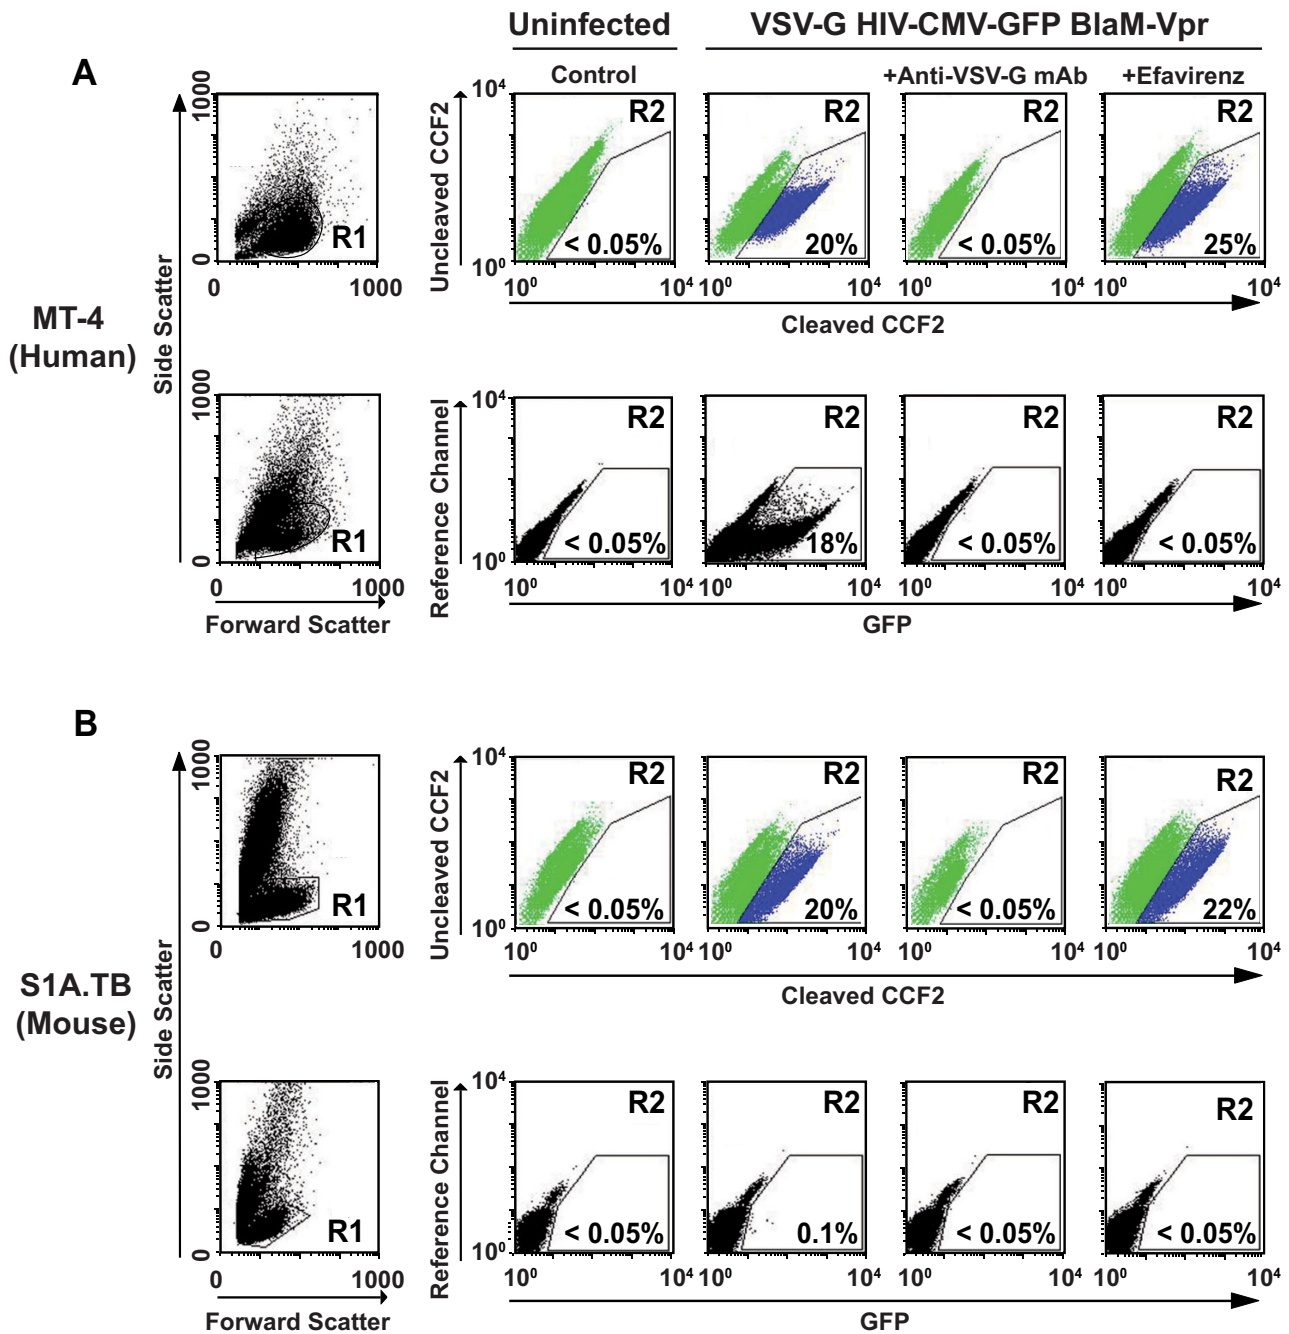 Uninfected
VSV-G HIV-CMV-GFP BlaM-Vpr
A
Control
+Anti-VSV-G mAb
+Efavirenz
MT-4
(Human)
Side Scatter
1000
0
R1
0
1000
Uncleaved CCF2
10⁴
10⁰
R2
< 0.05%
R2
20%
R2
< 0.05%
R2
25%
10⁰
10⁴
10⁰
10⁴
10⁰
10⁴
10⁰
10⁴
Cleaved CCF2
1000
0
R1
0
1000
Forward Scatter
Reference Channel
10⁴
10⁰
R2
< 0.05%
R2
18%
R2
< 0.05%
R2
< 0.05%
10⁰
10⁴
10⁰
10⁴
10⁰
10⁴
10⁰
10⁴
GFP
B
S1A.TB
(Mouse)
Side Scatter
1000
0
R1
0
1000
Uncleaved CCF2
10⁴
10⁰
R2
< 0.05%
R2
20%
R2
< 0.05%
R2
22%
10⁰
10⁴
10⁰
10⁴
10⁰
10⁴
10⁰
10⁴
Cleaved CCF2
1000
0
R1
0
1000
Forward Scatter
Reference Channel
10⁴
10⁰
R2
< 0.05%
R2
0.1%
R2
< 0.05%
R2
< 0.05%
10⁰
10⁴
10⁰
10⁴
10⁰
10⁴
10⁰
10⁴
GFP